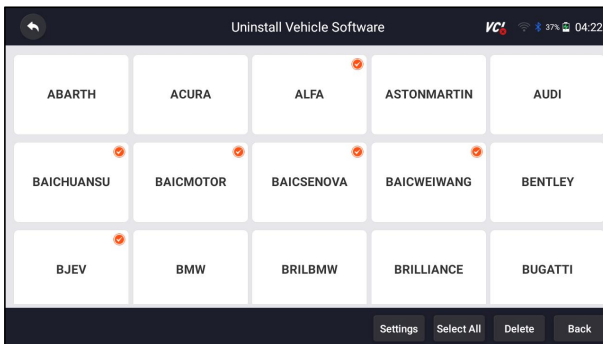 Uninstall Vehicle Software VCI 37% 04:22
ABARTH ACURA ALFA ASTONMARTIN AUDI
BAICHUANSU BAICMOTOR BAICSENOVA BAICWEIWANG BENTLEY
BJEV BMW BRILBMW BRILLIANCE BUGATTI
Settings Select All Delete Back